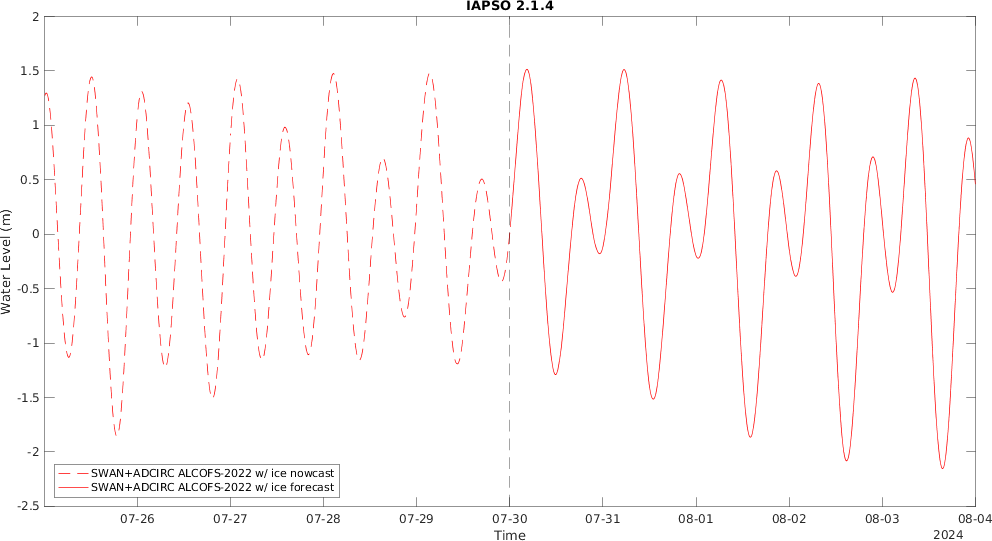 IAPSO 2.1.4
2
1.5
1
0.5
0
-0.5
-1
-1.5
-2
-2.5
Water Level (m)
SWAN+ADCIRC ALCOFS-2022 w/ ice nowcast
SWAN+ADCIRC ALCOFS-2022 w/ ice forecast
07-26 07-27 07-28 07-29 07-30 07-31 08-01 08-02 08-03 08-04
Time
2024